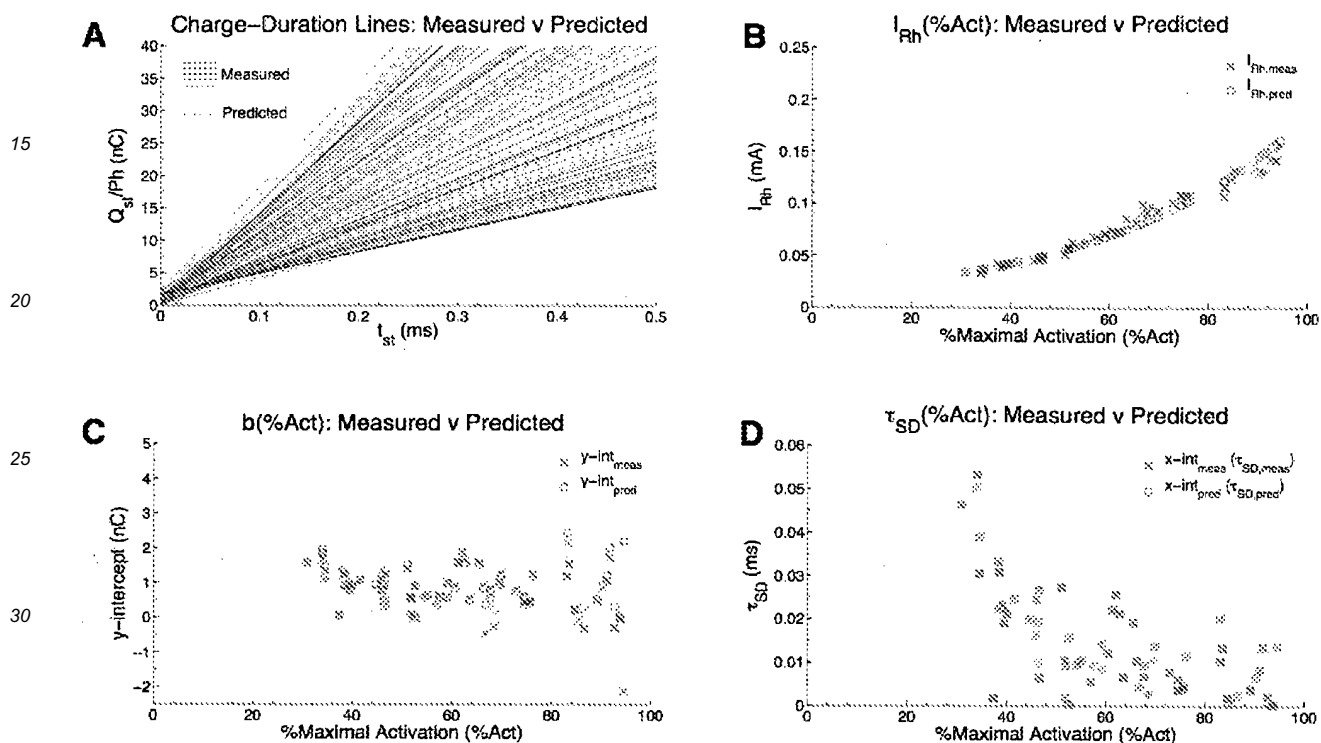 A Charge–Duration Lines: Measured v Predicted
40
35
30
25
20
15
10
5
0
Q_st/Ph (nC)
Measured
Predicted
0 0.1 0.2 0.3 0.4 0.5
t_st (ms)
B I_Rh(%Act): Measured v Predicted
0.25
0.2
0.15
0.1
0.05
0
I_Rh (mA)
× I_Rh,meas
○ I_Rh,pred
0 20 40 60 80 100
%Maximal Activation (%Act)
15
20
C b(%Act): Measured v Predicted
5
4
3
2
1
0
−1
−2
y−intercept (nC)
× y−int_meas
○ y−int_pred
0 20 40 60 80 100
%Maximal Activation (%Act)
D τ_SD(%Act): Measured v Predicted
0.06
0.05
0.04
0.03
0.02
0.01
0
τ_SD (ms)
× x−int_meas (τ_SD,meas)
○ x−int_pred (τ_SD,pred)
0 20 40 60 80 100
%Maximal Activation (%Act)
25
30